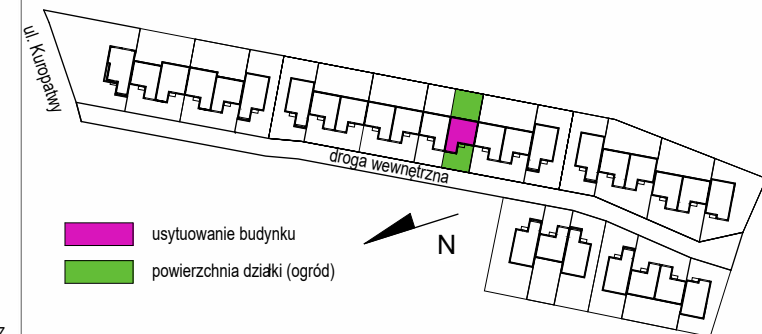 ul. Kuropatwy
droga wewnętrzna
usytuowanie budynku
N
powierzchnia działki (ogród)
z